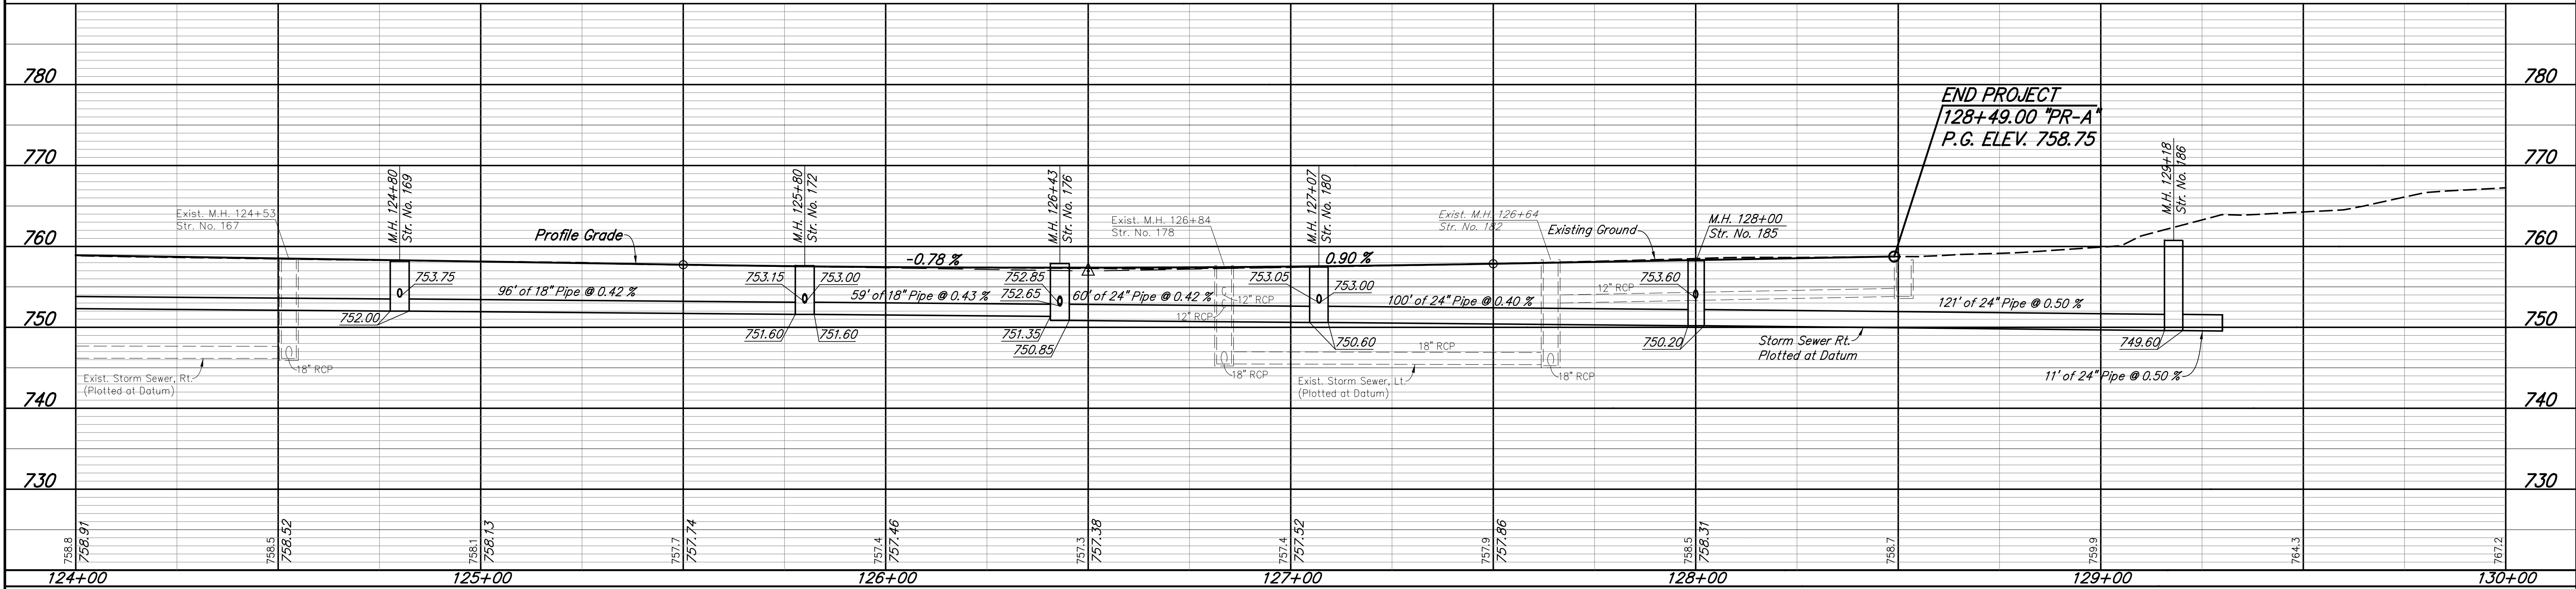 780
770
760
750
740
730
Exist. M.H. 124+53
Str. No. 167
M.H. 124+80
Str. No. 169
753.75
752.00
18" RCP
Exist. Storm Sewer, Rt.
(Plotted at Datum)
96' of 18" Pipe @ 0.42 %
Profile Grade
M.H. 125+80
Str. No. 172
753.15
753.00
751.60
751.60
-0.78 %
59' of 18" Pipe @ 0.43 %
M.H. 126+43
Str. No. 176
752.85
752.65
751.35
750.85
60' of 24" Pipe @ 0.42 %
Exist. M.H. 126+84
Str. No. 178
12" RCP
12" RCP
18" RCP
M.H. 127+07
Str. No. 180
753.05
753.00
750.60
0.90 %
100' of 24" Pipe @ 0.40 %
18" RCP
Exist. Storm Sewer, Lt.
(Plotted at Datum)
Exist. M.H. 126+64
Str. No. 182
Existing Ground
12" RCP
18" RCP
M.H. 128+00
Str. No. 185
753.60
750.20
Storm Sewer Rt.
Plotted at Datum
END PROJECT
128+49.00 "PR-A"
P.G. ELEV. 758.75
121' of 24" Pipe @ 0.50 %
M.H. 129+18
Str. No. 186
749.60
11' of 24" Pipe @ 0.50 %
780
770
760
750
740
730
758.8
758.91
758.5
758.52
758.1
758.13
757.7
757.74
757.4
757.46
757.3
757.38
757.4
757.52
757.9
757.86
758.5
758.31
758.7
759.9
764.3
767.2
124+00
125+00
126+00
127+00
128+00
129+00
130+00